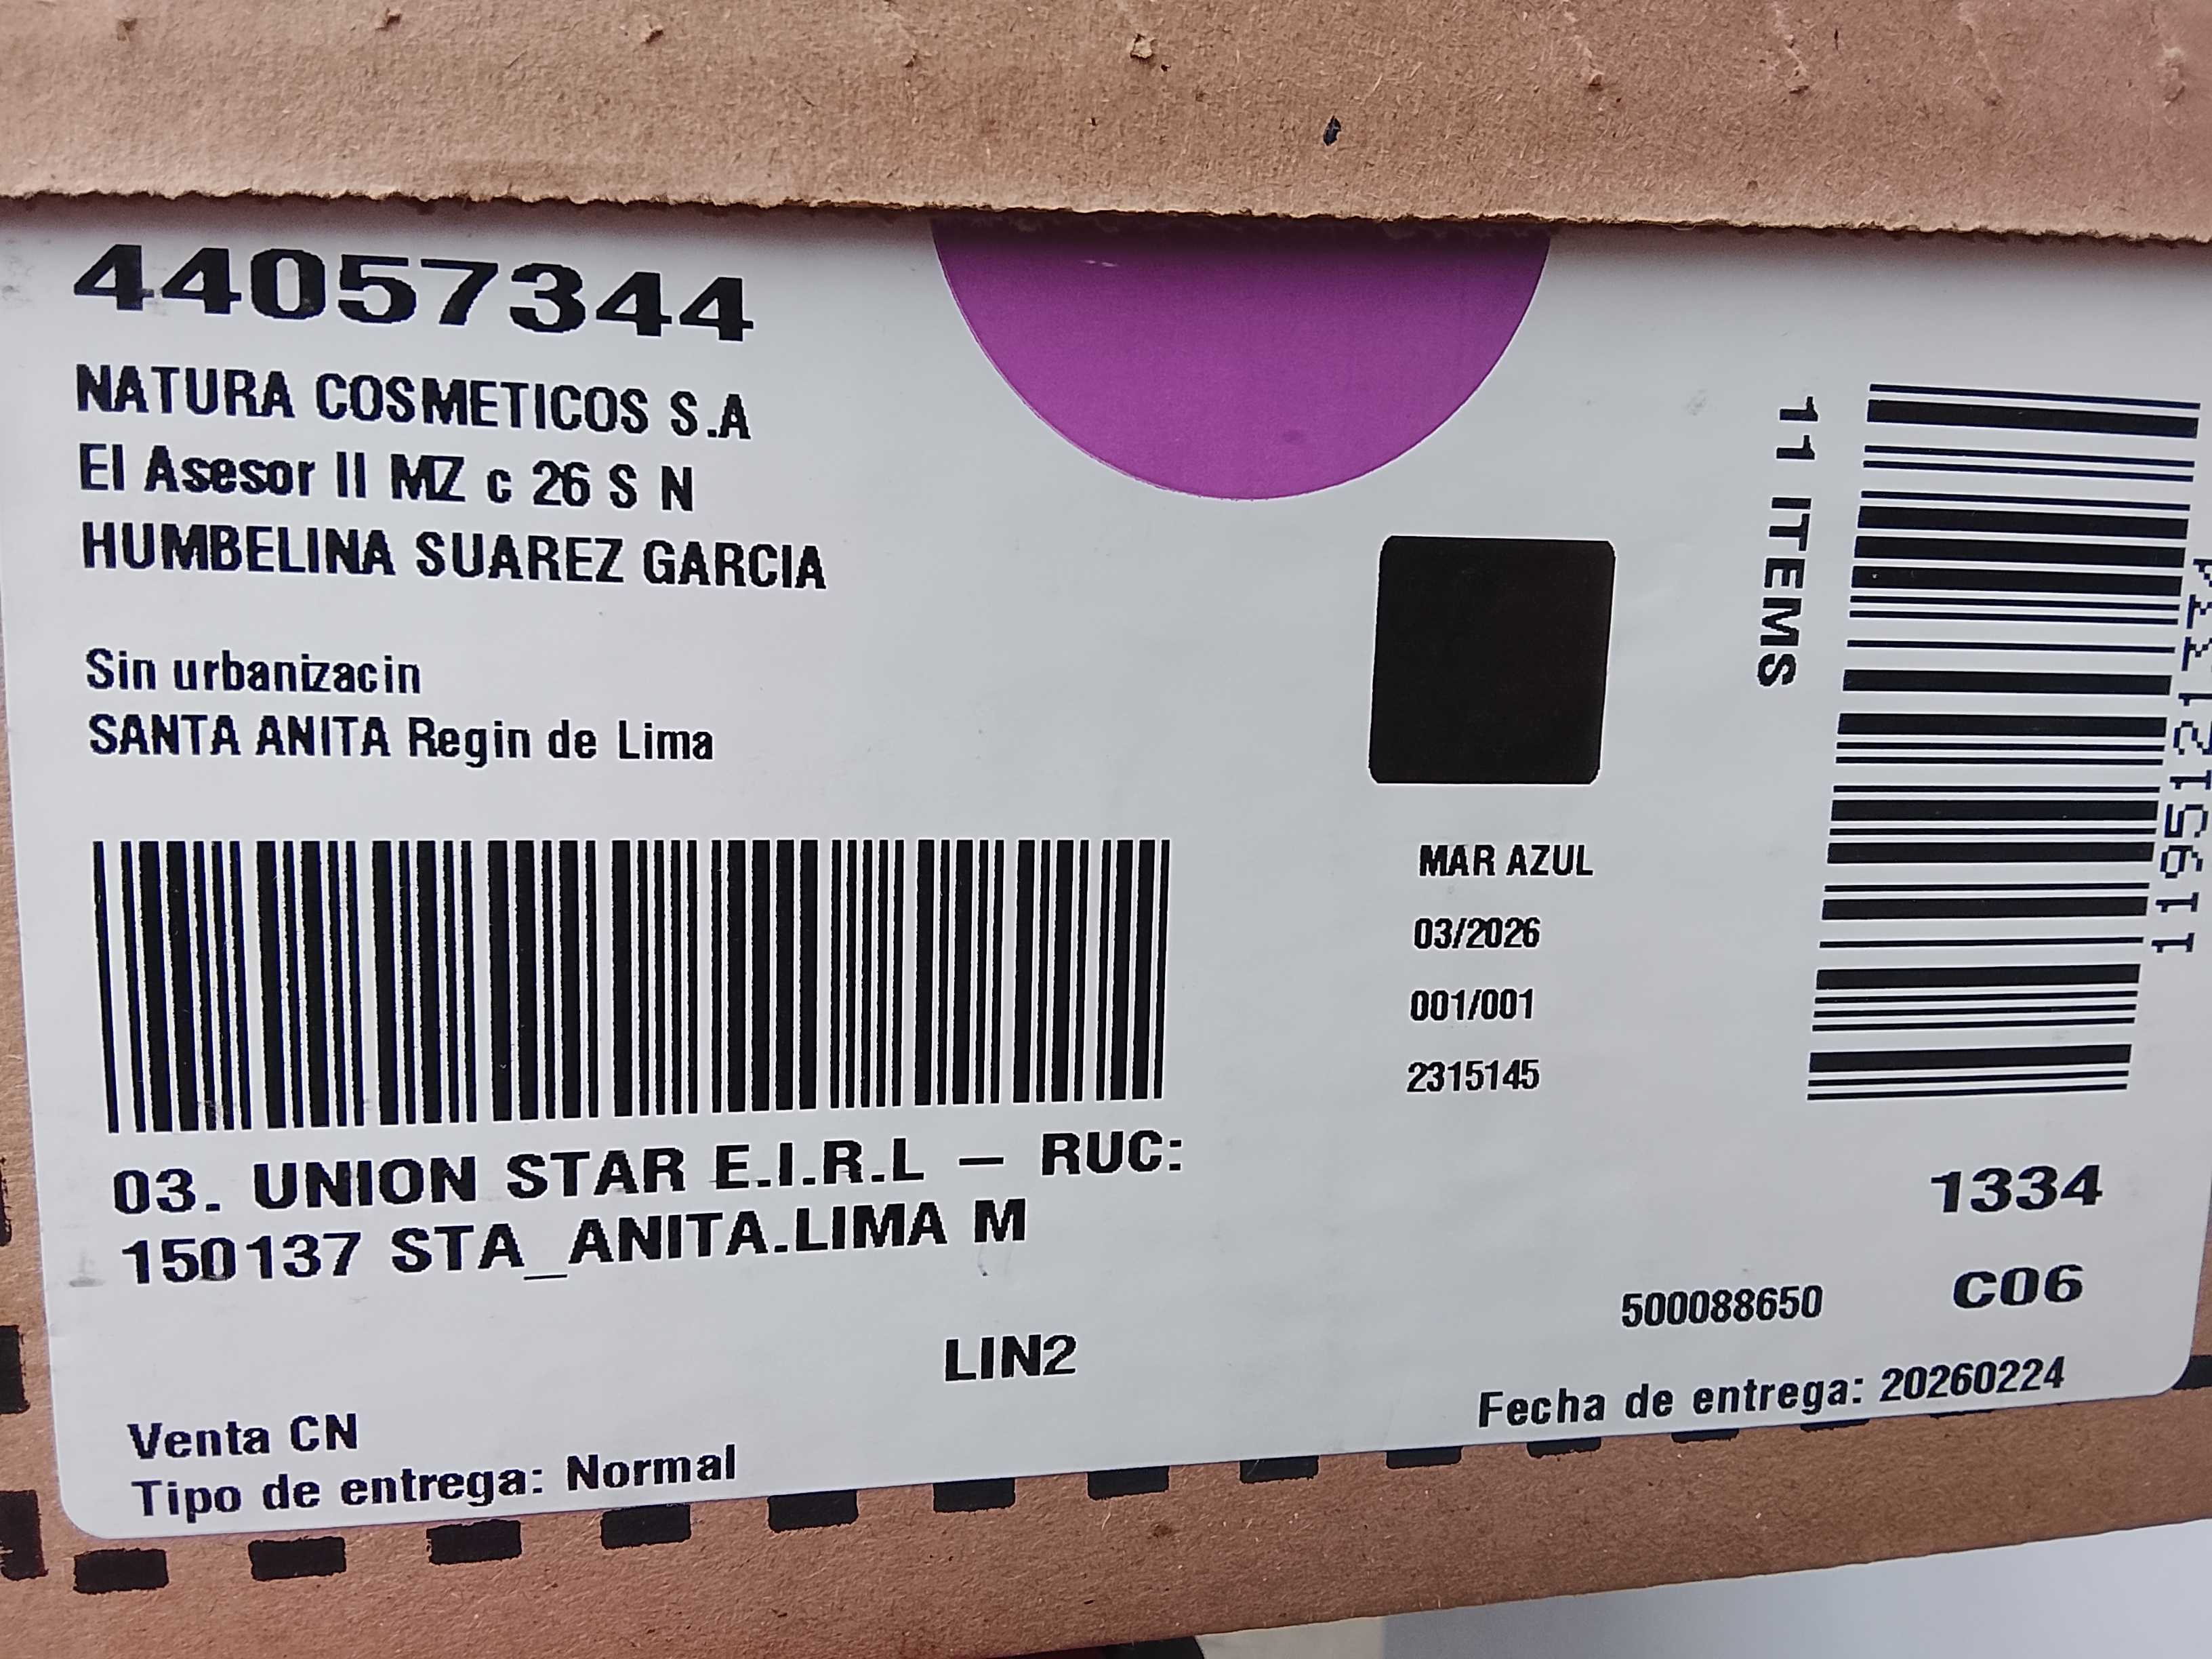 44057344
NATURA COSMETICOS S.A
El Asesor II MZ c 26 S N
HUMBELINA SUAREZ GARCIA
Sin urbanizacin
SANTA ANITA Regin de Lima
11 ITEMS
MAR AZUL
03/2026
001/001
2315145
03. UNION STAR E.I.R.L – RUC:
150137 STA_ANITA.LIMA M
1334
C06
500088650
LIN2
Fecha de entrega: 20260224
Venta CN
Tipo de entrega: Normal